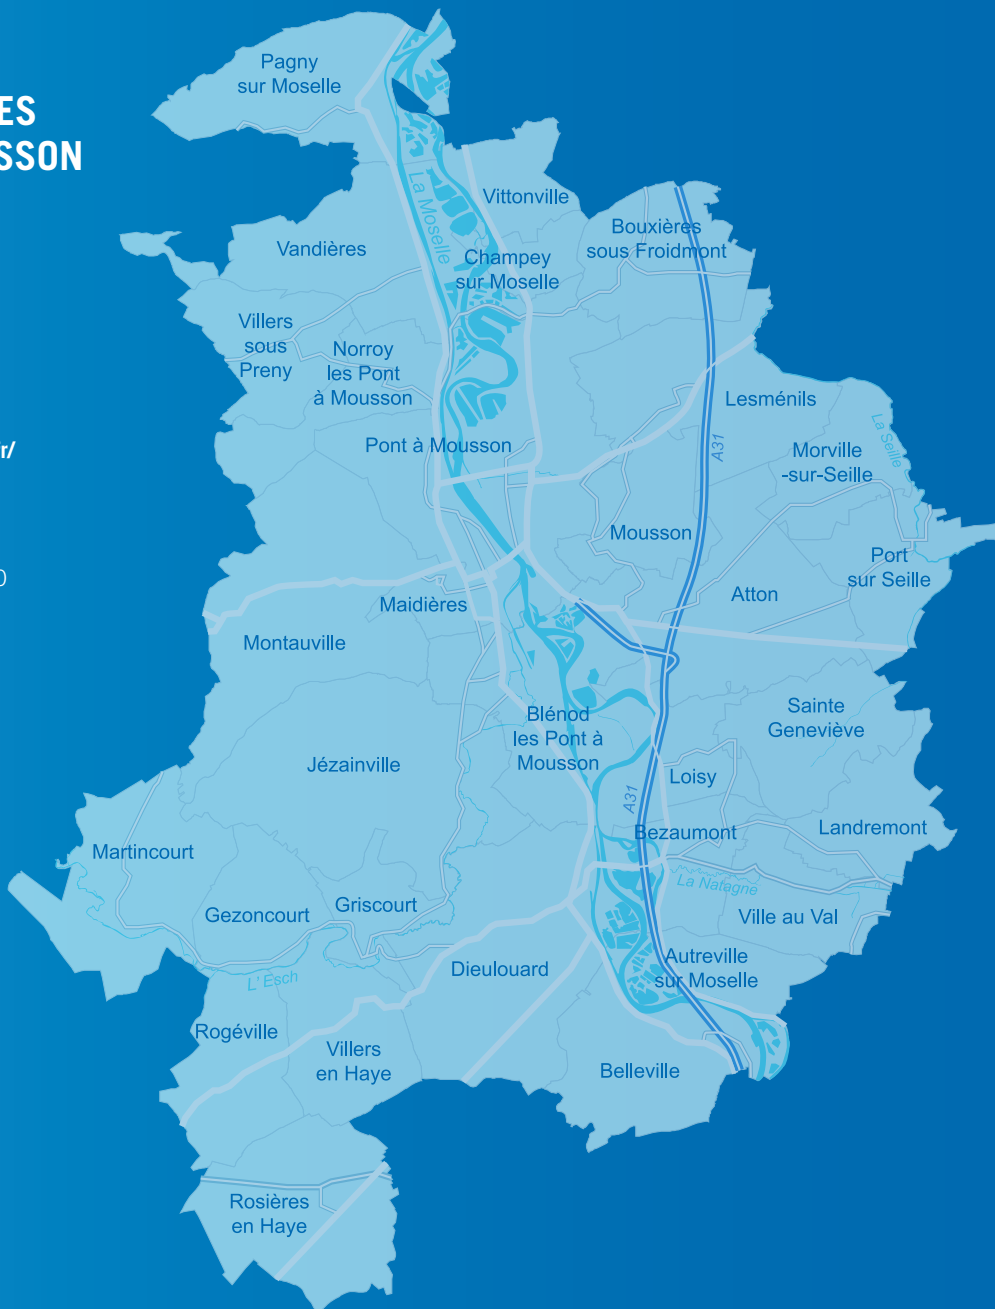 ES
SSON
r/
0
Pagny
sur Moselle
La Moselle
Vittonville
Bouxières
sous Froidmont
Vandières
Champey
sur Moselle
Villers
sous
Preny
Norroy
les Pont
à Mousson
Lesménils
Pont à Mousson
A31
La Seille
Morville
-sur-Seille
Mousson
Port
sur Seille
Atton
Maidières
Montauville
Sainte
Geneviève
Blénod
les Pont à
Mousson
Jézainville
Loisy
A31
Bezaumont
Landremont
Martincourt
La Natagne
Gezoncourt
Griscourt
Ville au Val
Autreville
sur Moselle
Dieulouard
L'Esch
Rogéville
Villers
en Haye
Belleville
Rosières
en Haye